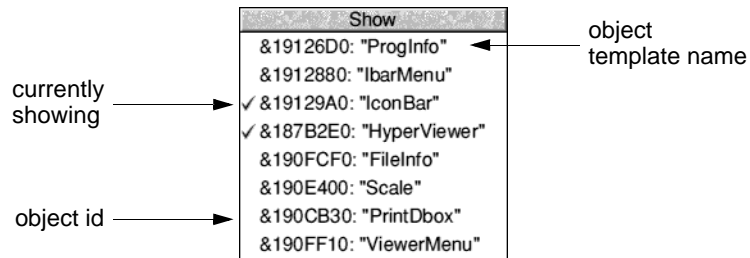 Show
&19126D0: "ProgInfo"
object
template name
&1912880: "IbarMenu"
currently
showing
✓ &19129A0: "IconBar"
✓ &187B2E0: "HyperViewer"
&190FCF0: "FileInfo"
&190E400: "Scale"
object id
&190CB30: "PrintDbox"
&190FF10: "ViewerMenu"